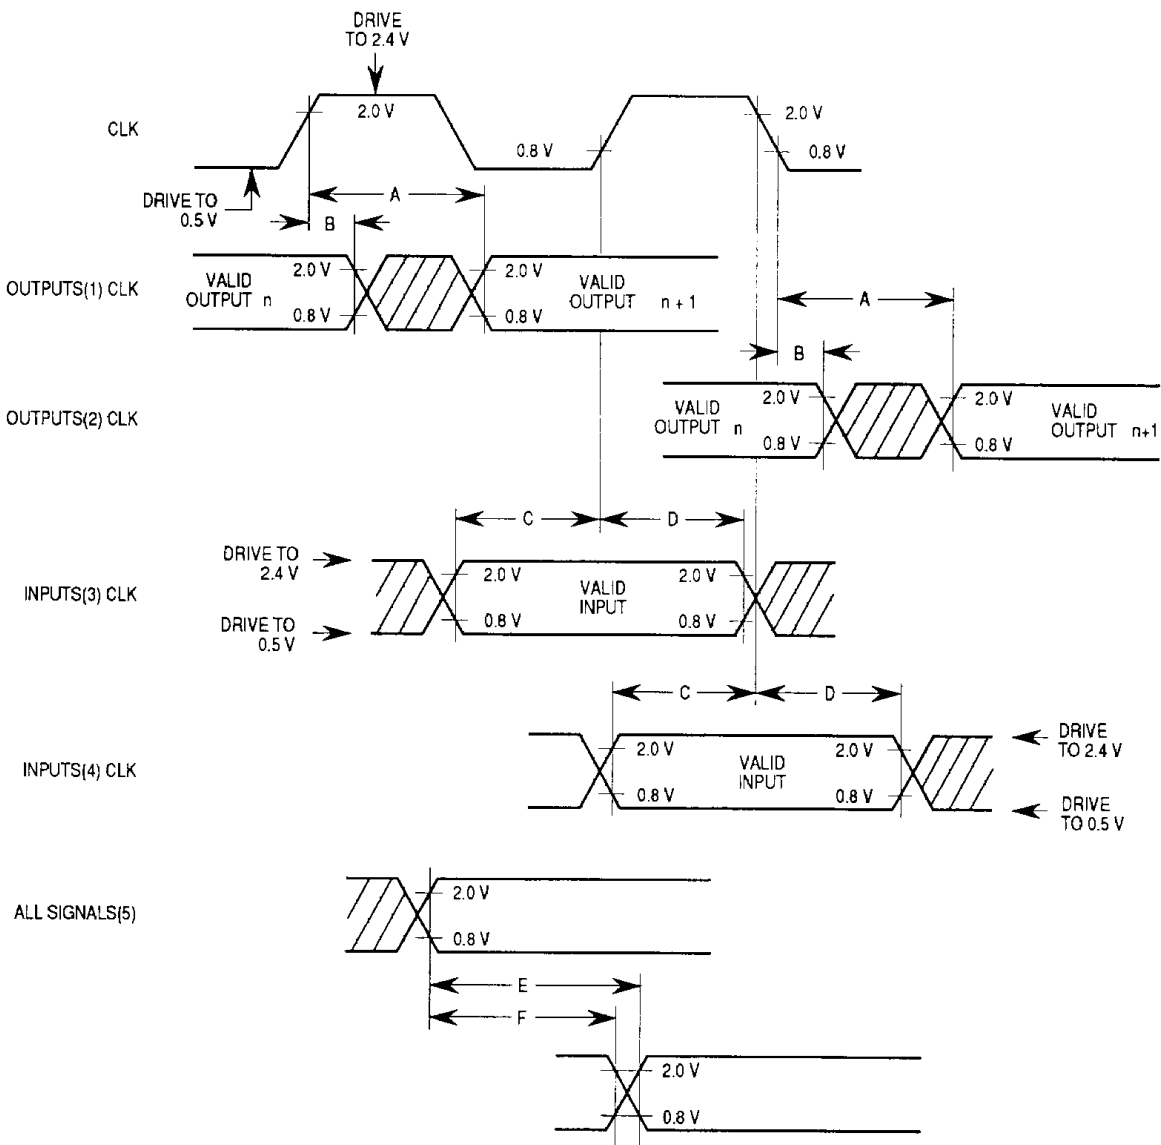 DRIVE
TO 2.4 V
CLK
2.0 V
0.8 V
2.0 V
0.8 V
DRIVE TO
0.5 V
A
B
OUTPUTS(1) CLK
VALID
OUTPUT n
2.0 V
0.8 V
2.0 V
0.8 V
VALID
OUTPUT n + 1
A
B
OUTPUTS(2) CLK
VALID
OUTPUT n
2.0 V
0.8 V
2.0 V
0.8 V
VALID
OUTPUT n+1
C
D
INPUTS(3) CLK
DRIVE TO
2.4 V
DRIVE TO
0.5 V
2.0 V
0.8 V
VALID
INPUT
2.0 V
0.8 V
C
D
INPUTS(4) CLK
2.0 V
0.8 V
VALID
INPUT
2.0 V
0.8 V
DRIVE
TO 2.4 V
DRIVE
TO 0.5 V
ALL SIGNALS(5)
2.0 V
0.8 V
E
F
2.0 V
0.8 V